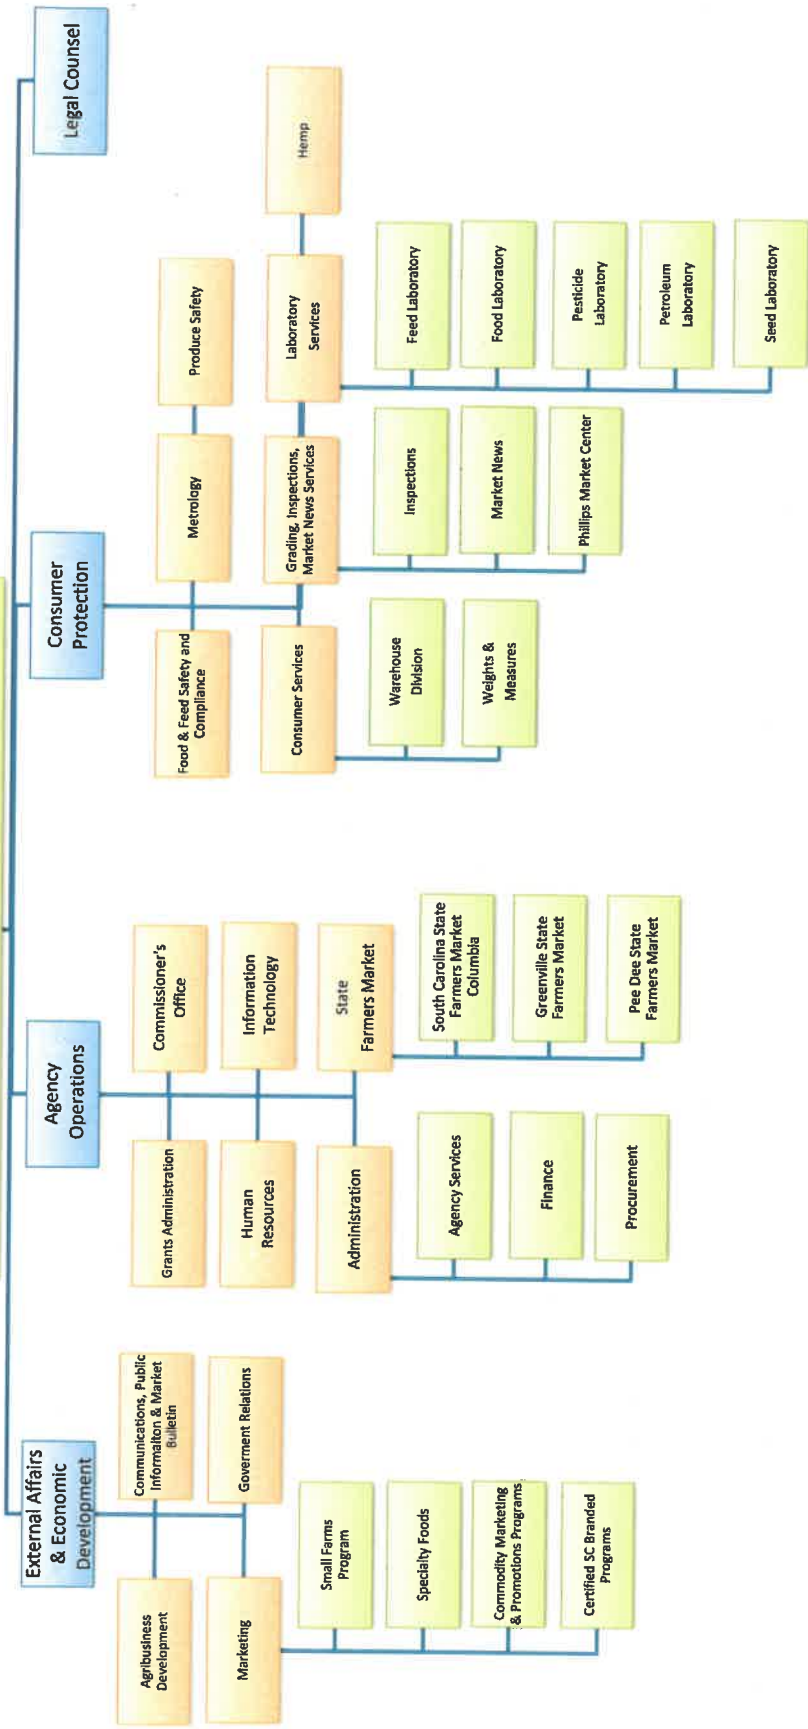 External Affairs
& Economic
Development
Agribusiness
Development
Communications, Public
Informaiton & Market
Bulletin
Marketing
Goverment Relations
Small Farms
Program
Specialty Foods
Commodity Marketing
& Promotions Programs
Certified SC Branded
Programs
Agency
Operations
Grants Administration
Commissioner's
Office
Human
Resources
Information
Technology
Administration
State
Farmers Market
Agency Services
Finance
Procurement
South Carolina State
Farmers Market
Columbia
Greenville State
Farmers Market
Pee Dee State
Farmers Market
Consumer
Protection
Food & Feed Safety and
Compliance
Metrology
Produce Safety
Consumer Services
Grading, Inspections,
Market News Services
Laboratory
Services
Hemp
Warehouse
Division
Weights &
Measures
Inspections
Market News
Phillips Market Center
Feed Laboratory
Food Laboratory
Pesticide
Laboratory
Petroleum
Laboratory
Seed Laboratory
Legal Counsel